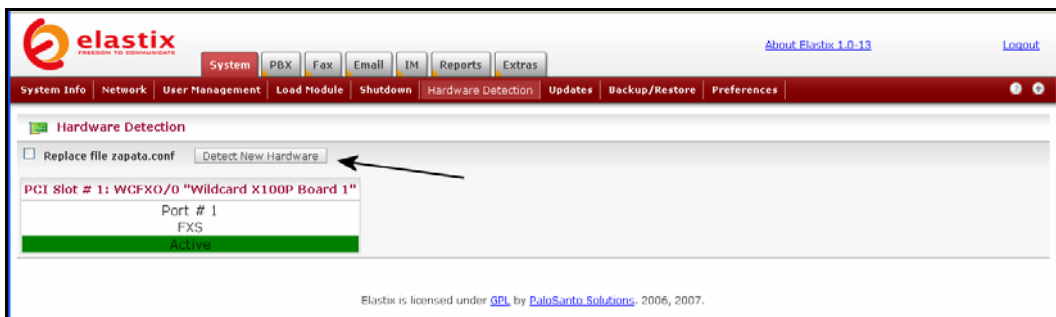 elastix
FREEDOM TO COMMUNICATE
About Elastix 1.0-13
Logout
System PBX Fax Email IM Reports Extras
System Info Network User Management Load Module Shutdown Hardware Detection Updates Backup/Restore Preferences
Hardware Detection
Replace file zapata.conf Detect New Hardware
PCI Slot # 1: WCFXO/0 "Wildcard X100P Board 1"
Port # 1
FXS
Active
Elastix is licensed under GPL by PaloSanto Solutions. 2006, 2007.